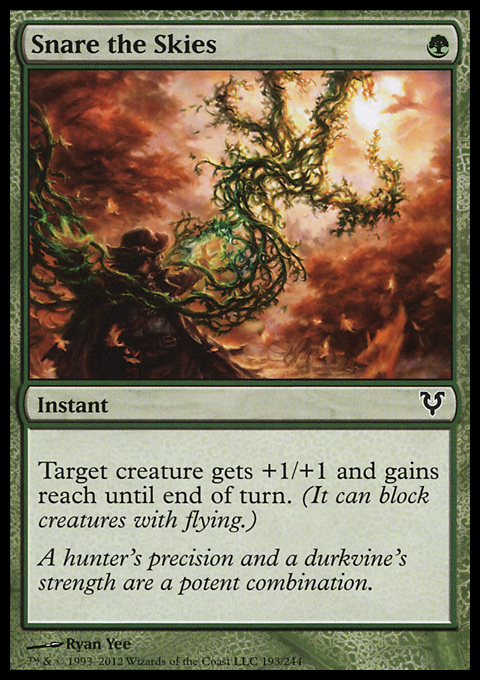 Snare the Skies
Instant
Target creature gets +1/+1 and gains
reach until end of turn. (It can block
creatures with flying.)
A hunter's precision and a durkvine's
strength are a potent combination.
Ryan Yee
™ & © 1993–2012 Wizards of the Coast LLC 193/244